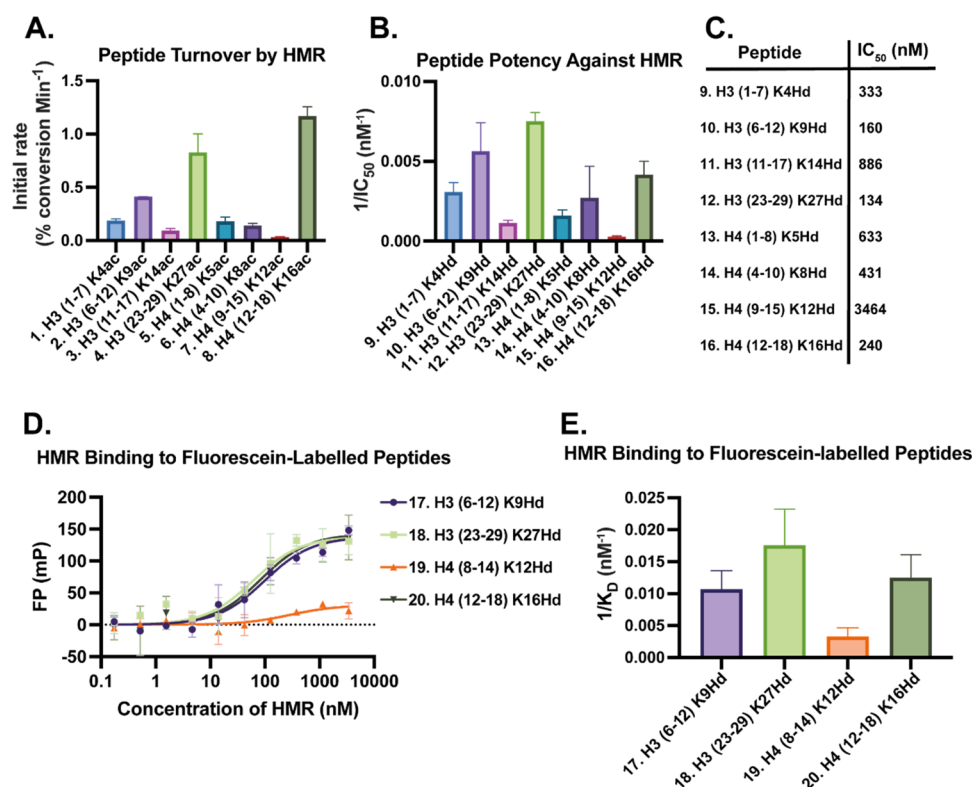 A.
Peptide Turnover by HMR
Initial rate
(% conversion Min⁻¹)
1.5
1.0
0.5
0.0
1. H3 (1-7) K4ac
2. H3 (6-12) K9ac
3. H3 (11-17) K14ac
4. H3 (23-29) K27ac
5. H4 (1-8) K5ac
6. H4 (4-10) K8ac
7. H4 (9-15) K12ac
8. H4 (12-18) K16ac
B.
Peptide Potency Against HMR
1/IC₅₀ (nM⁻¹)
0.010
0.005
0.000
9. H3 (1-7) K4Hd
10. H3 (6-12) K9Hd
11. H3 (11-17) K14Hd
12. H3 (23-29) K27Hd
13. H4 (1-8) K5Hd
14. H4 (4-10) K8Hd
15. H4 (9-15) K12Hd
16. H4 (12-18) K16Hd
C.
Peptide IC₅₀ (nM)
9. H3 (1-7) K4Hd 333
10. H3 (6-12) K9Hd 160
11. H3 (11-17) K14Hd 886
12. H3 (23-29) K27Hd 134
13. H4 (1-8) K5Hd 633
14. H4 (4-10) K8Hd 431
15. H4 (9-15) K12Hd 3464
16. H4 (12-18) K16Hd 240
D.
HMR Binding to Fluorescein-Labelled Peptides
FP (mP)
200
150
100
50
0
-50
0.1 1 10 100 1000 10000
Concentration of HMR (nM)
17. H3 (6-12) K9Hd
18. H3 (23-29) K27Hd
19. H4 (8-14) K12Hd
20. H4 (12-18) K16Hd
E.
HMR Binding to Fluorescein-labelled Peptides
1/K_D (nM⁻¹)
0.025
0.020
0.015
0.010
0.005
0.000
17. H3 (6-12) K9Hd
18. H3 (23-29) K27Hd
19. H4 (8-14) K12Hd
20. H4 (12-18) K16Hd